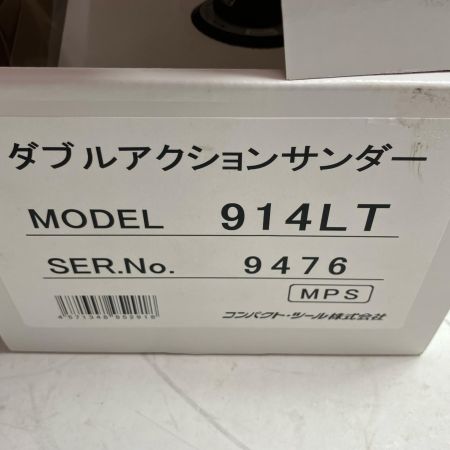 ダブルアクションサンダー
MODEL 914LT
SER.No. 9476
MPS
コンパクト・ツール株式会社